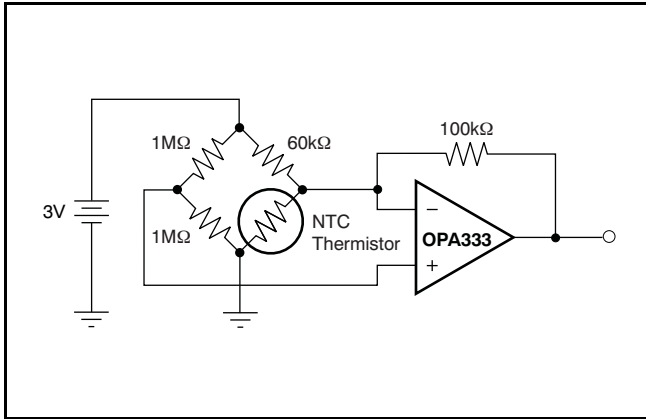 100kΩ
1MΩ
60kΩ
3V
NTC
Thermistor
1MΩ
−
OPA333
+